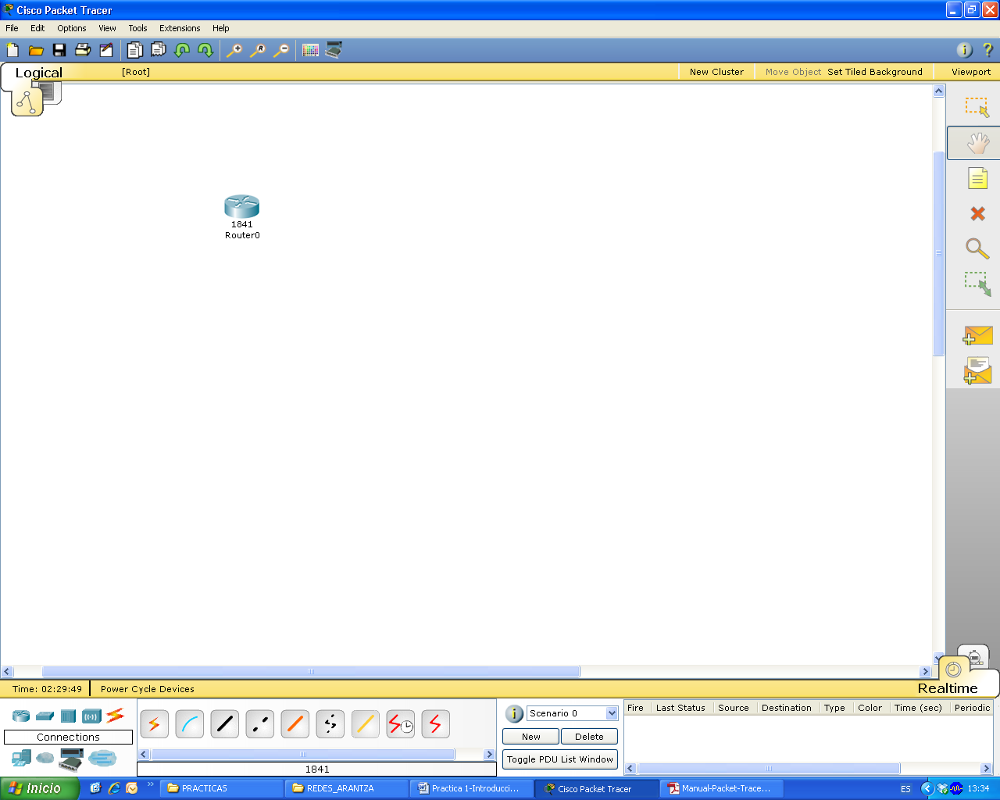 Cisco Packet Tracer
File Edit Options View Tools Extensions Help
Logical [Root] New Cluster Move Object Set Tiled Background Viewport
1841
Router0
Time: 02:29:49 Power Cycle Devices Realtime
Connections
1841
Scenario 0
New Delete
Toggle PDU List Window
Fire Last Status Source Destination Type Color Time (sec) Periodic
Inicio » PRACTICAS REDES_ARANTZA Practica 1-Introducci... Cisco Packet Tracer Manual-Packet-Trace... ES 13:34